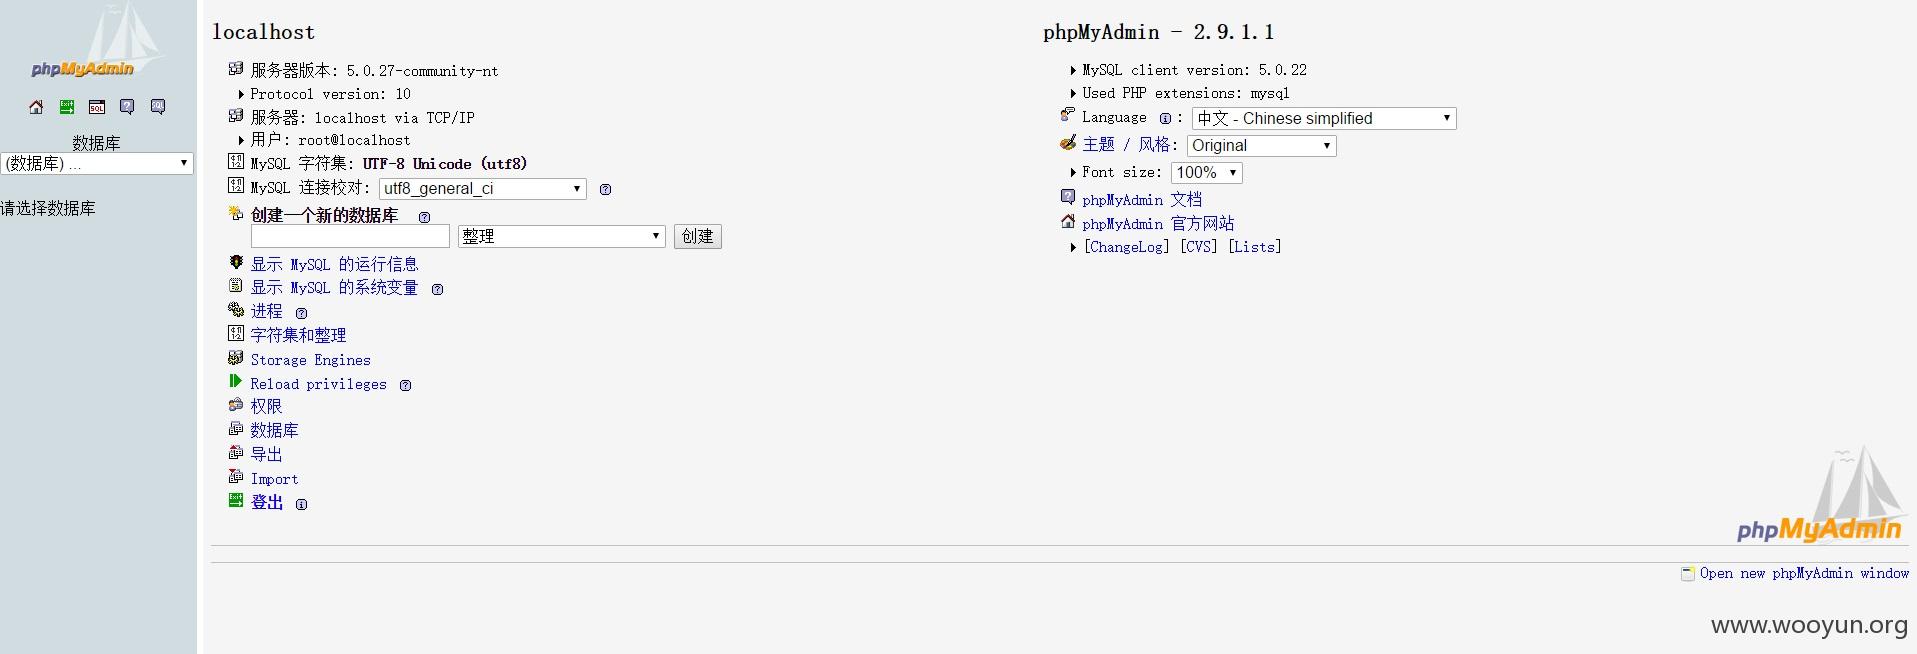 phpMyAdmin
数据库
(数据库) ...
请选择数据库
localhost
服务器版本: 5.0.27-community-nt
Protocol version: 10
服务器: localhost via TCP/IP
用户: root@localhost
MySQL 字符集: UTF-8 Unicode (utf8)
MySQL 连接校对: utf8_general_ci
创建一个新的数据库
整理 创建
显示 MySQL 的运行信息
显示 MySQL 的系统变量
进程
字符集和整理
Storage Engines
Reload privileges
权限
数据库
导出
Import
登出
phpMyAdmin - 2.9.1.1
MySQL client version: 5.0.22
Used PHP extensions: mysql
Language : 中文 - Chinese simplified
主题 / 风格: Original
Font size: 100%
phpMyAdmin 文档
phpMyAdmin 官方网站
[ChangeLog] [CVS] [Lists]
phpMyAdmin
Open new phpMyAdmin window
www.wooyun.org